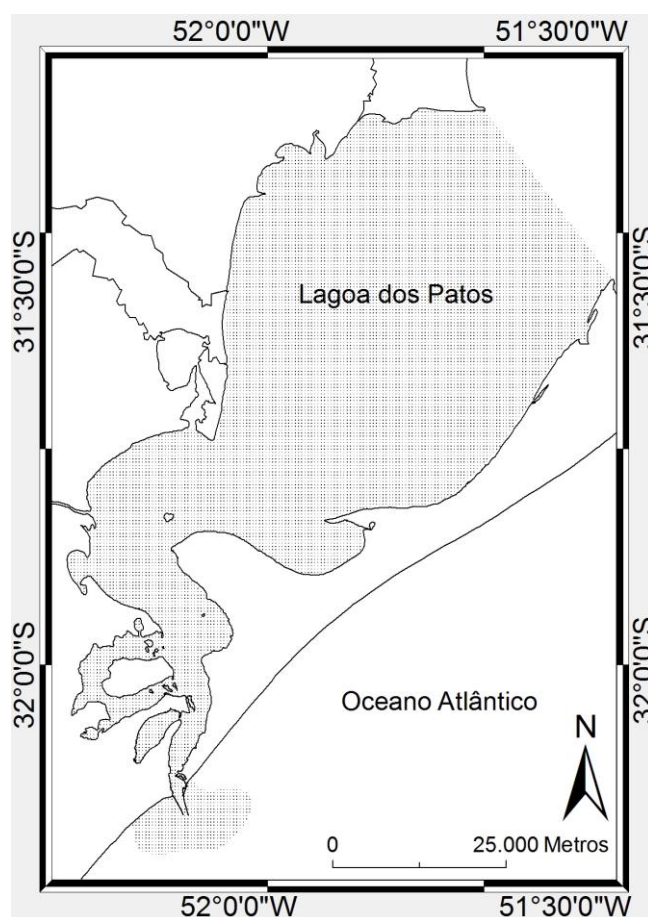 52°0'0"W 51°30'0"W
31°30'0"S 31°30'0"S
Lagoa dos Patos
32°0'0"S 32°0'0"S
Oceano Atlântico
N
0 25.000 Metros
52°0'0"W 51°30'0"W